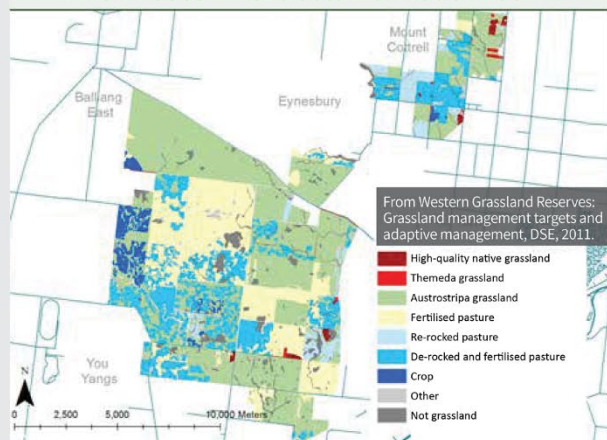 Mount
Cottrell
Balliang
East
Eynesbury
From Western Grassland Reserves:
Grassland management targets and
adaptive management, DSE, 2011.
High-quality native grassland
Themeda grassland
Austrostripa grassland
Fertilised pasture
Re-rocked pasture
De-rocked and fertilised pasture
Crop
Other
Not grassland
You
Yangs
N
0 2,500 5,000 10,000 Meters